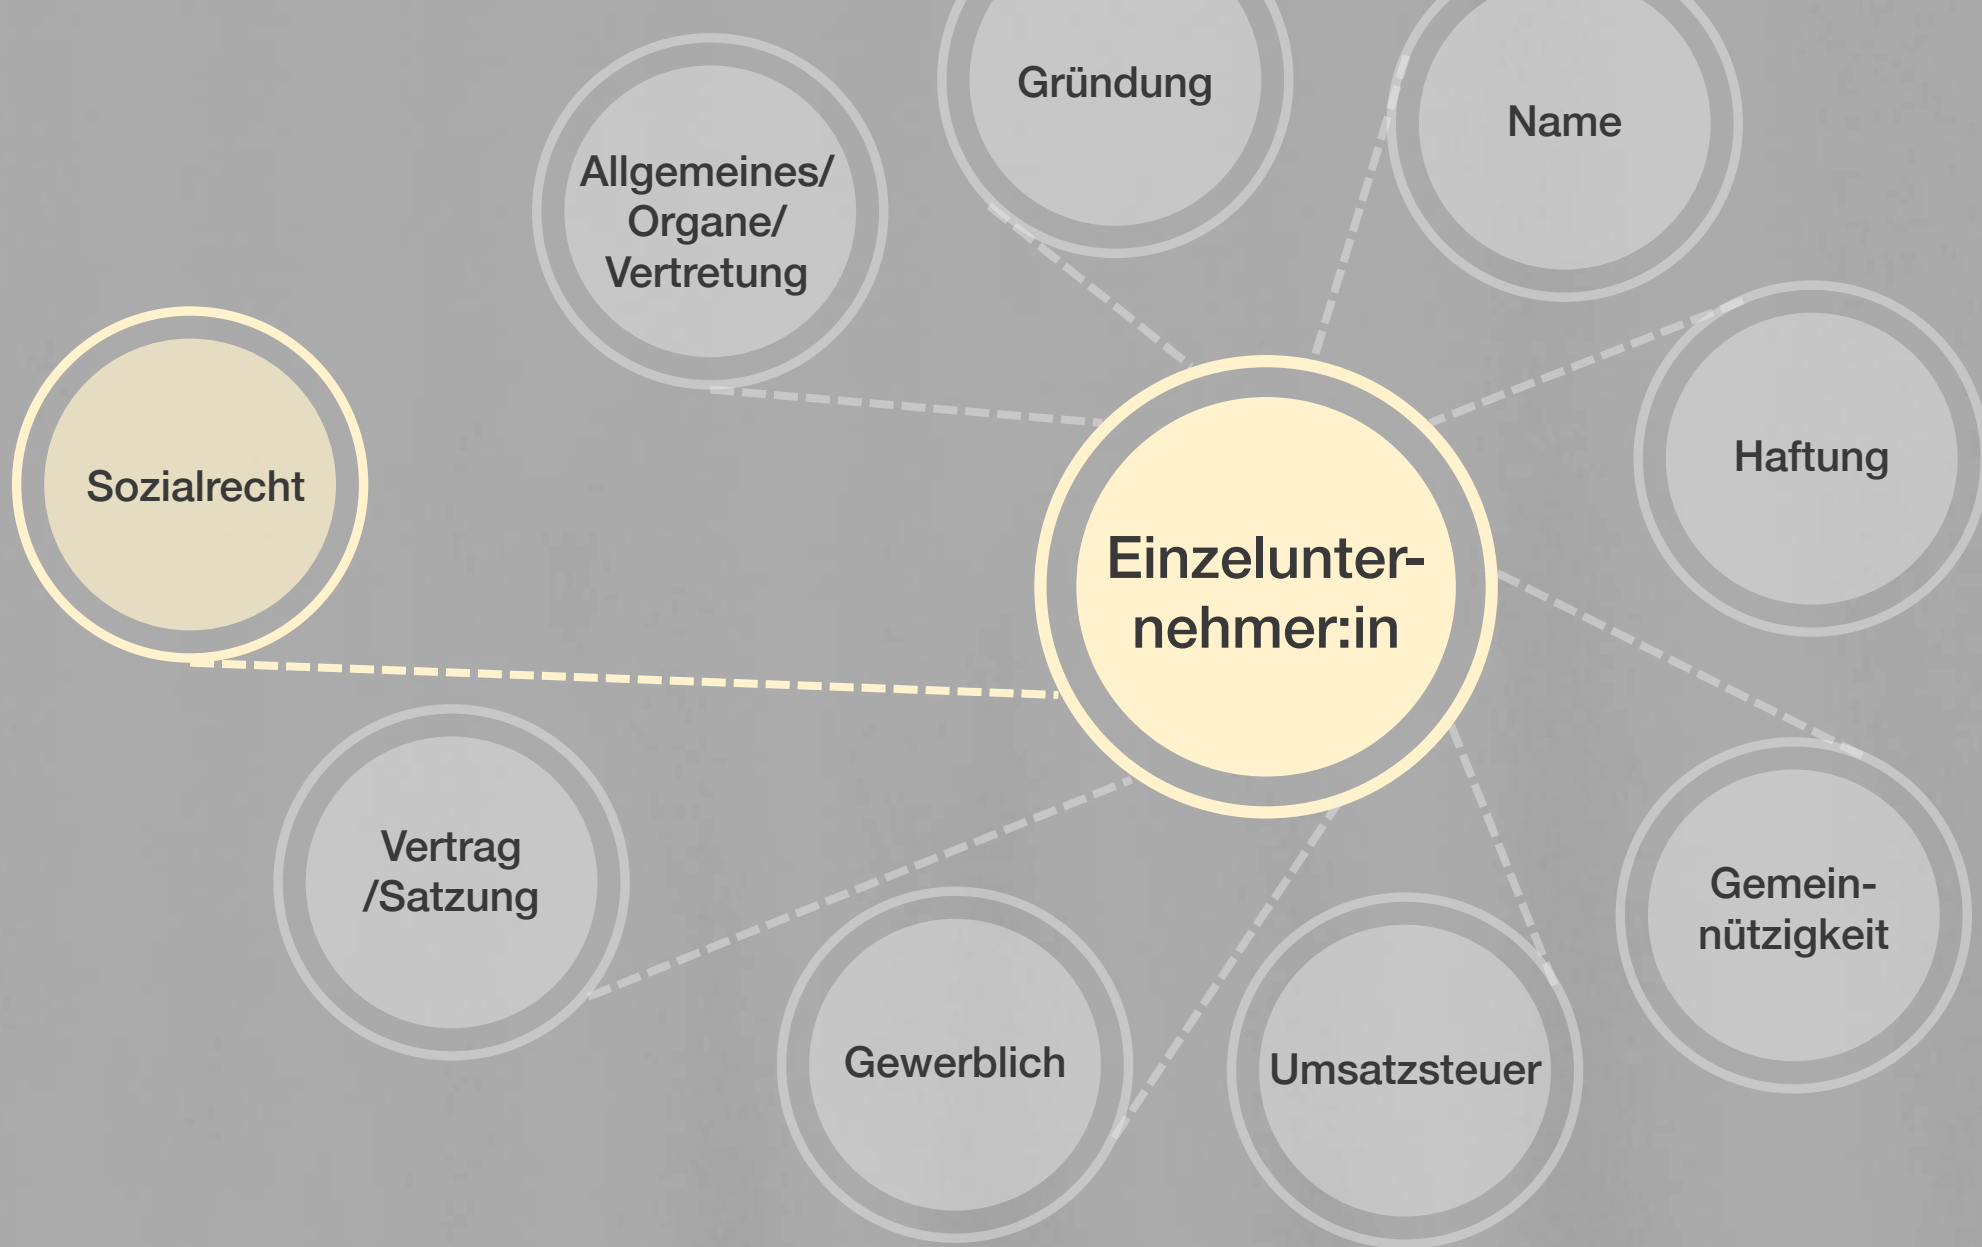 Gründung
Name
Allgemeines/
Organe/
Vertretung
Haftung
Sozialrecht
Einzelunter-
nehmer:in
Vertrag
/Satzung
Gemein-
nützigkeit
Gewerblich
Umsatzsteuer